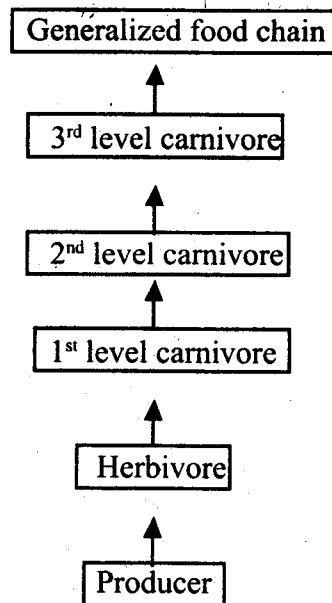 Generalized food chain
3rd level carnivore
2nd level carnivore
1st level carnivore
Herbivore
Producer